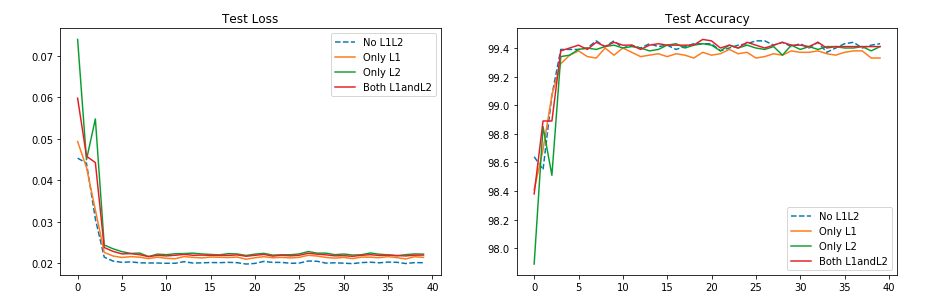 Test Loss
0.07
0.06
0.05
0.04
0.03
0.02
0 5 10 15 20 25 30 35 40
No L1L2
Only L1
Only L2
Both L1andL2
Test Accuracy
99.4
99.2
99.0
98.8
98.6
98.4
98.2
98.0
0 5 10 15 20 25 30 35 40
No L1L2
Only L1
Only L2
Both L1andL2